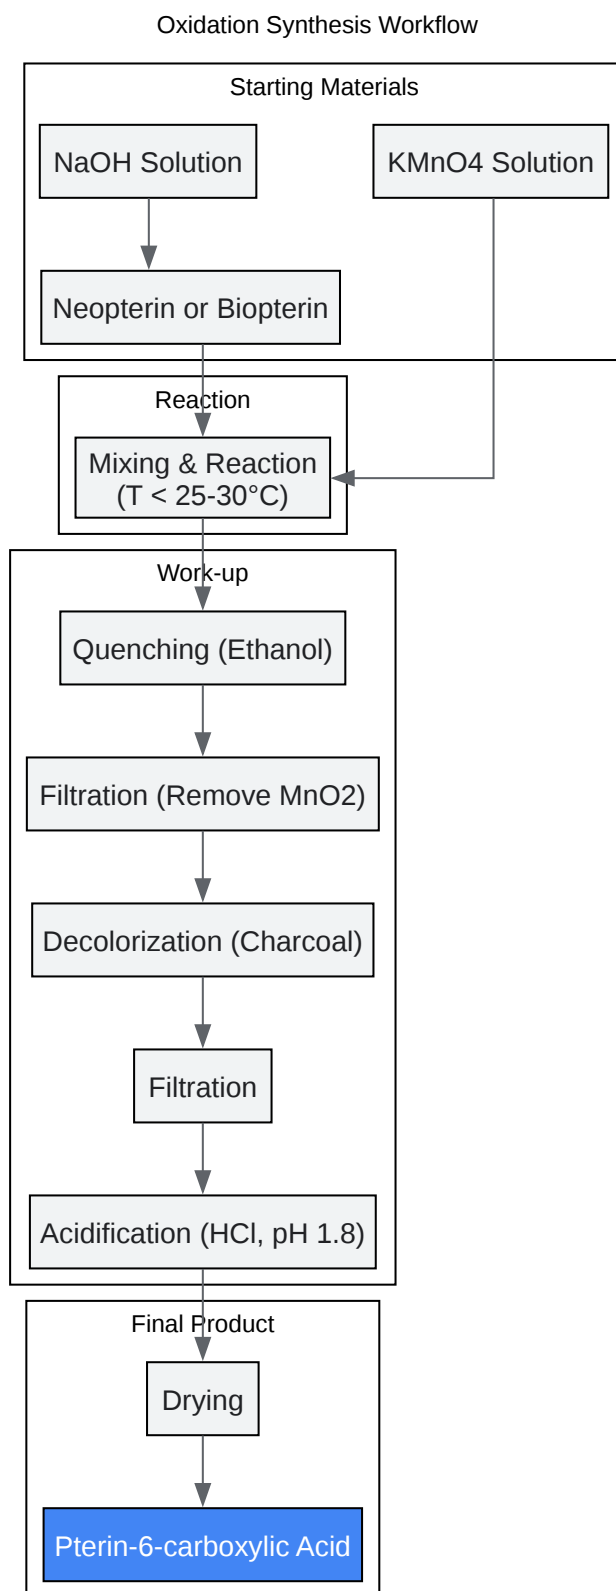 Oxidation Synthesis Workflow
Starting Materials
NaOH Solution
KMnO4 Solution
Neopterin or Biopterin
Reaction
Mixing & Reaction
(T < 25-30°C)
Work-up
Quenching (Ethanol)
Filtration (Remove MnO2)
Decolorization (Charcoal)
Filtration
Acidification (HCl, pH 1.8)
Final Product
Drying
Pterin-6-carboxylic Acid